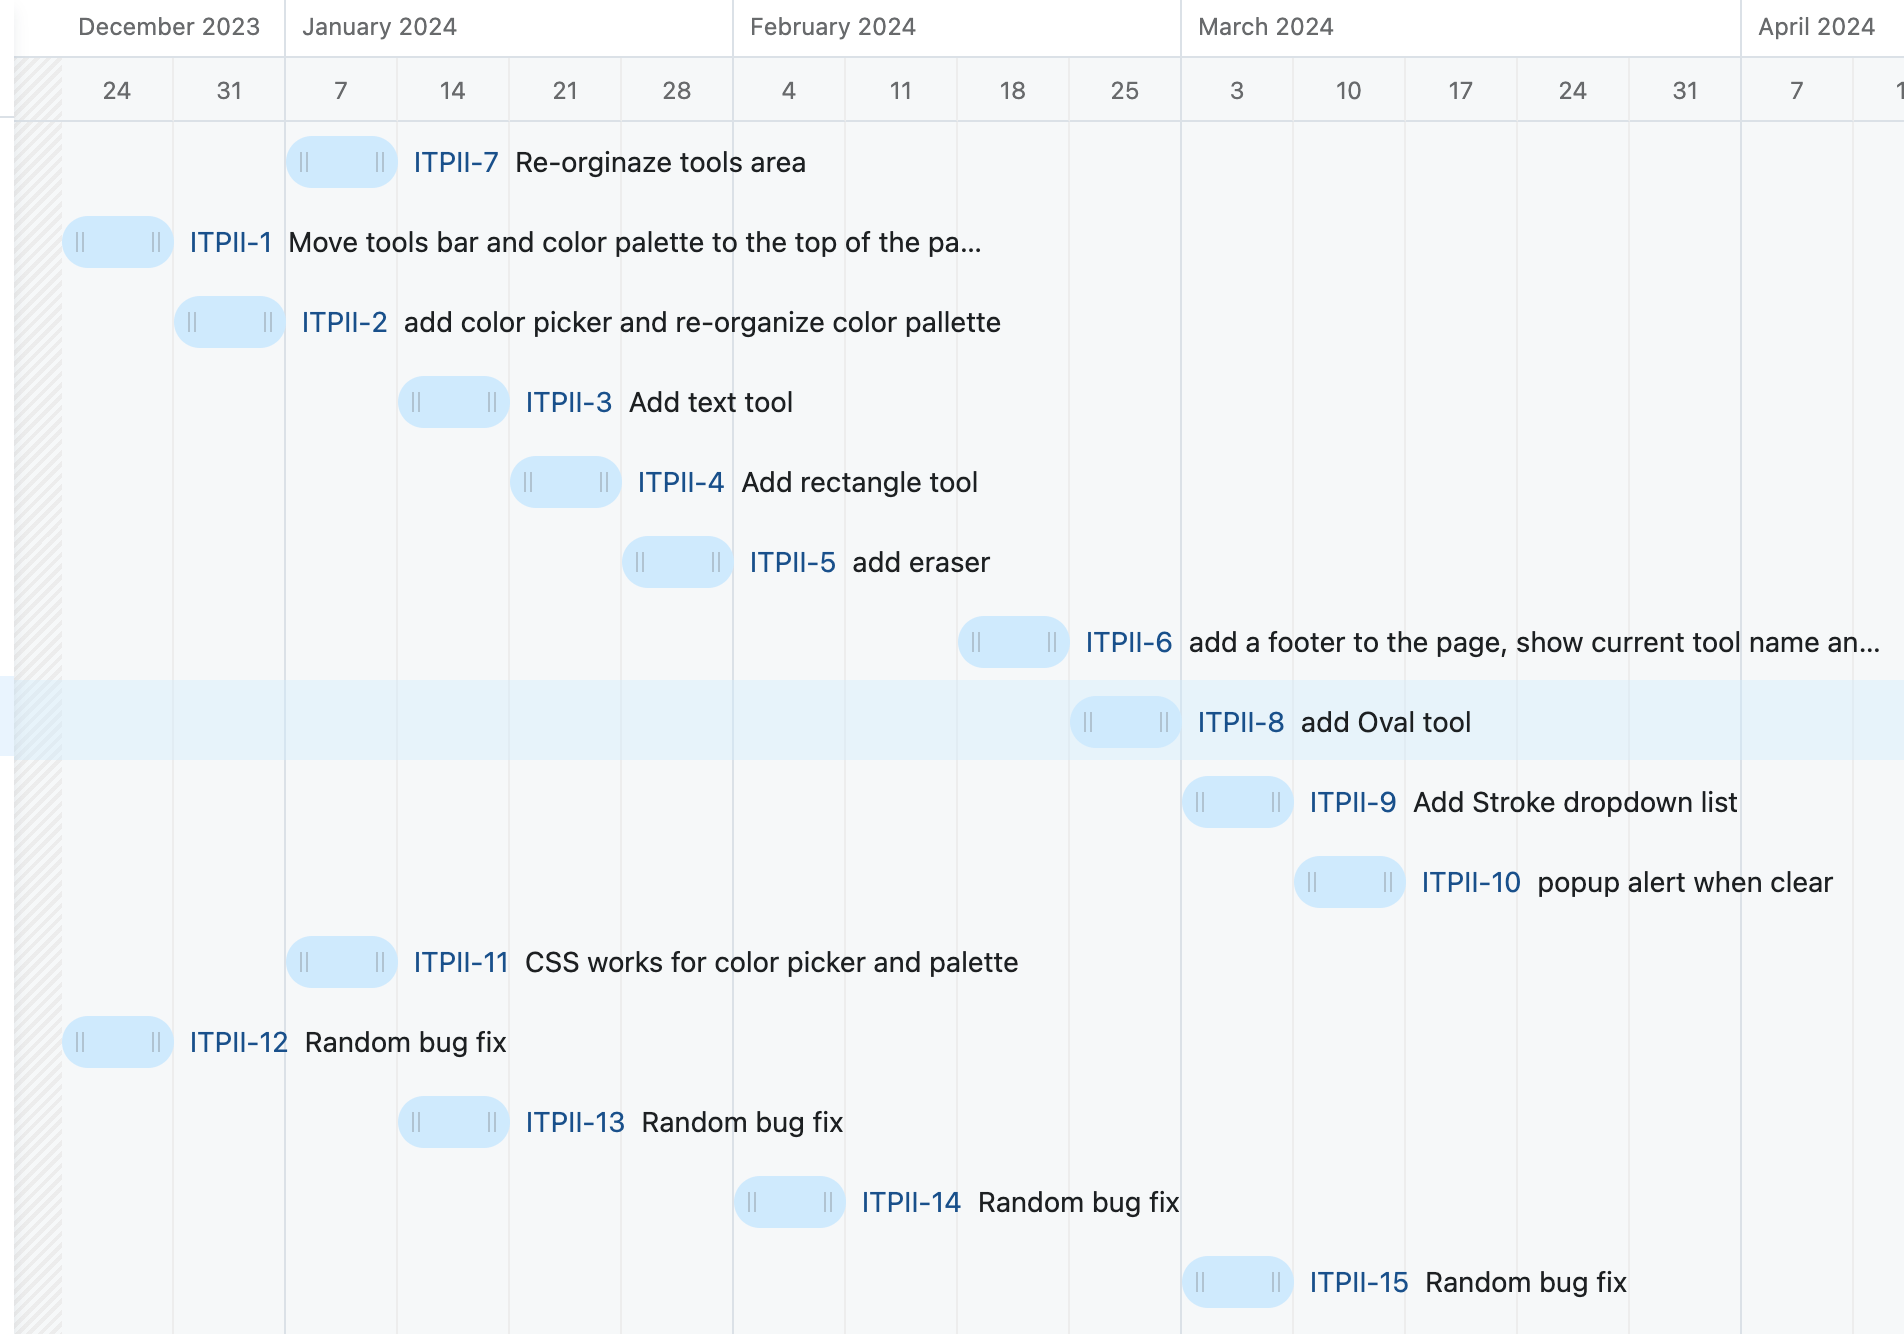 December 2023 January 2024 February 2024 March 2024 April 2024
24 31 7 14 21 28 4 11 18 25 3 10 17 24 31 7
ITPII-7 Re-orginaze tools area
ITPII-1 Move tools bar and color palette to the top of the pa...
ITPII-2 add color picker and re-organize color pallette
ITPII-3 Add text tool
ITPII-4 Add rectangle tool
ITPII-5 add eraser
ITPII-6 add a footer to the page, show current tool name an...
ITPII-8 add Oval tool
ITPII-9 Add Stroke dropdown list
ITPII-10 popup alert when clear
ITPII-11 CSS works for color picker and palette
ITPII-12 Random bug fix
ITPII-13 Random bug fix
ITPII-14 Random bug fix
ITPII-15 Random bug fix